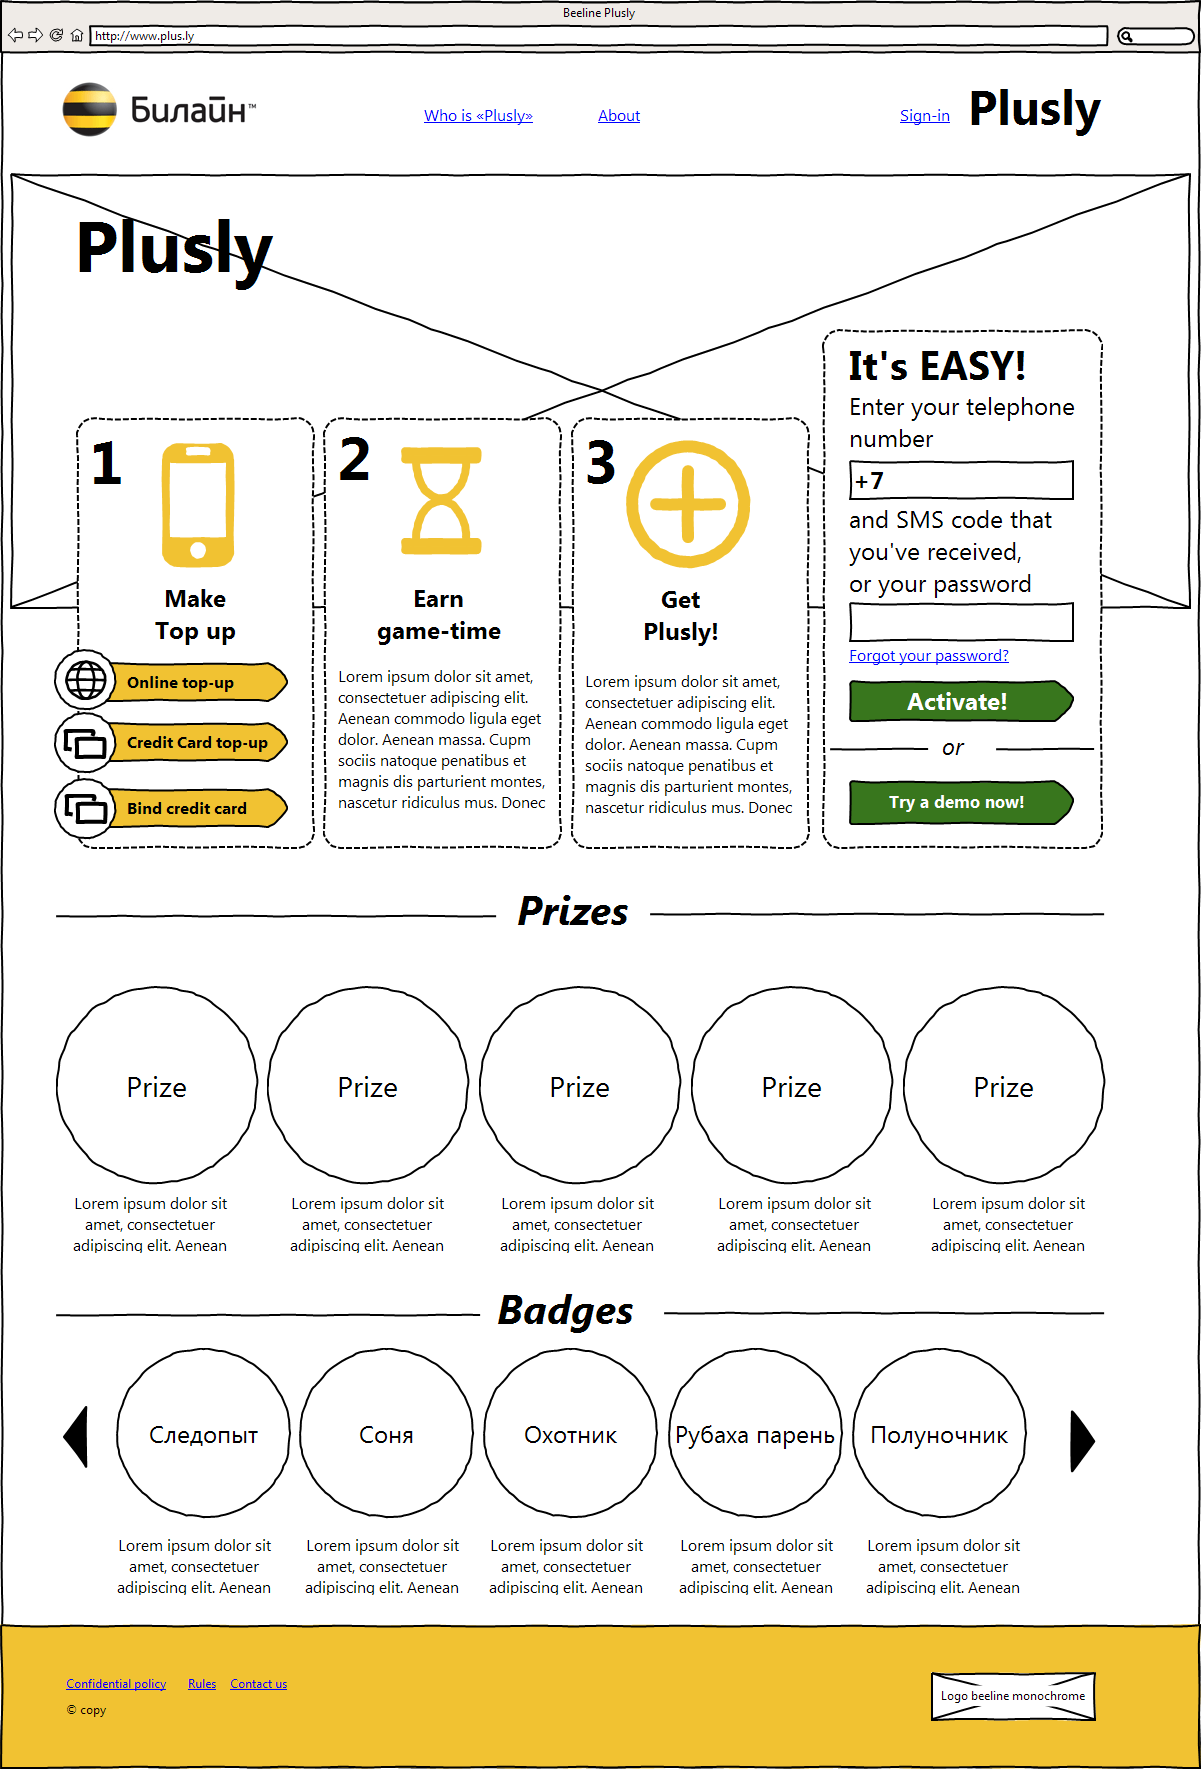 Beeline Plusly
http://www.plus.ly
Билайн™
Who is «Plusly»
About
Sign-in
Plusly
Plusly
1
Make
Top up
Online top-up
Credit Card top-up
Bind credit card
2
Earn
game-time
Lorem ipsum dolor sit amet,
consectetuer adipiscing elit.
Aenean commodo ligula eget
dolor. Aenean massa. Cupm
sociis natoque penatibus et
magnis dis parturient montes,
nascetur ridiculus mus. Donec
3
Get
Plusly!
Lorem ipsum dolor sit amet,
consectetuer adipiscing elit.
Aenean commodo ligula eget
dolor. Aenean massa. Cupm
sociis natoque penatibus et
magnis dis parturient montes,
nascetur ridiculus mus. Donec
It's EASY!
Enter your telephone
number
+7
and SMS code that
you've received,
or your password
Forgot your password?
Activate!
or
Try a demo now!
Prizes
Prize
Prize
Prize
Prize
Prize
Lorem ipsum dolor sit
amet, consectetuer
adipiscing elit. Aenean
Lorem ipsum dolor sit
amet, consectetuer
adipiscing elit. Aenean
Lorem ipsum dolor sit
amet, consectetuer
adipiscing elit. Aenean
Lorem ipsum dolor sit
amet, consectetuer
adipiscing elit. Aenean
Lorem ipsum dolor sit
amet, consectetuer
adipiscing elit. Aenean
Badges
Следопыт
Соня
Охотник
Рубаха парень
Полуночник
Lorem ipsum dolor sit
amet, consectetuer
adipiscing elit. Aenean
Lorem ipsum dolor sit
amet, consectetuer
adipiscing elit. Aenean
Lorem ipsum dolor sit
amet, consectetuer
adipiscing elit. Aenean
Lorem ipsum dolor sit
amet, consectetuer
adipiscing elit. Aenean
Lorem ipsum dolor sit
amet, consectetuer
adipiscing elit. Aenean
Confidential policy
Rules
Contact us
© copy
Logo beeline monochrome